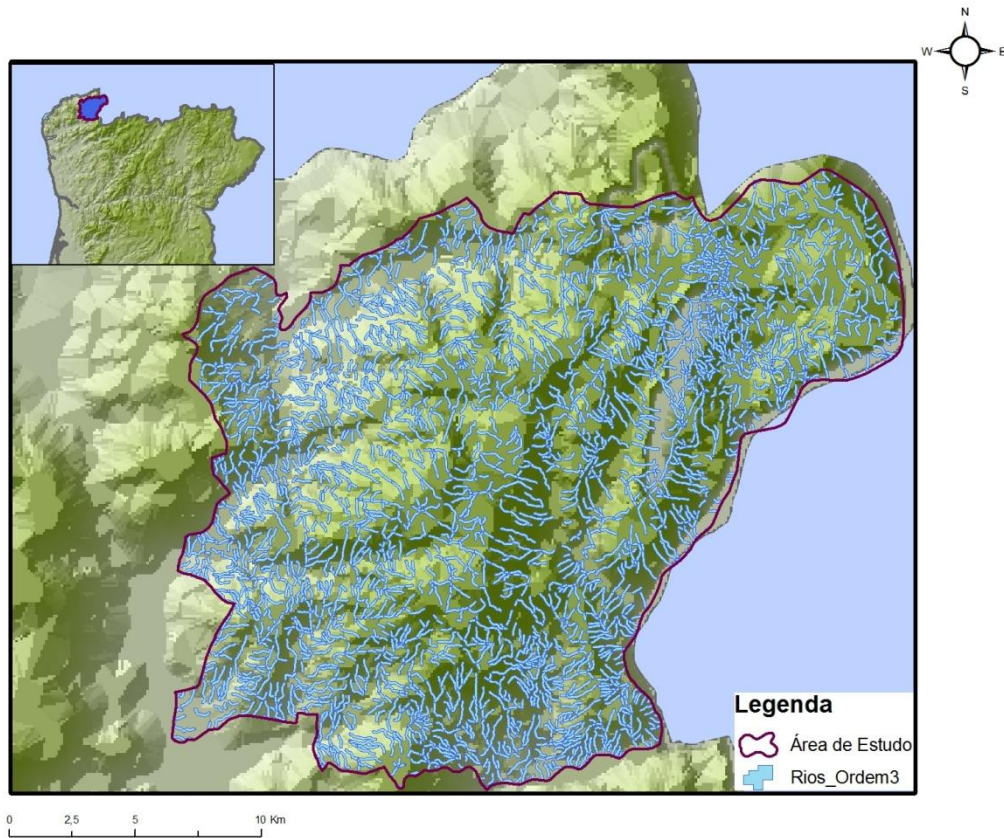 N
W E
S
Legenda
Área de Estudo
Rios_Ordem3
0 2,5 5 10 Km